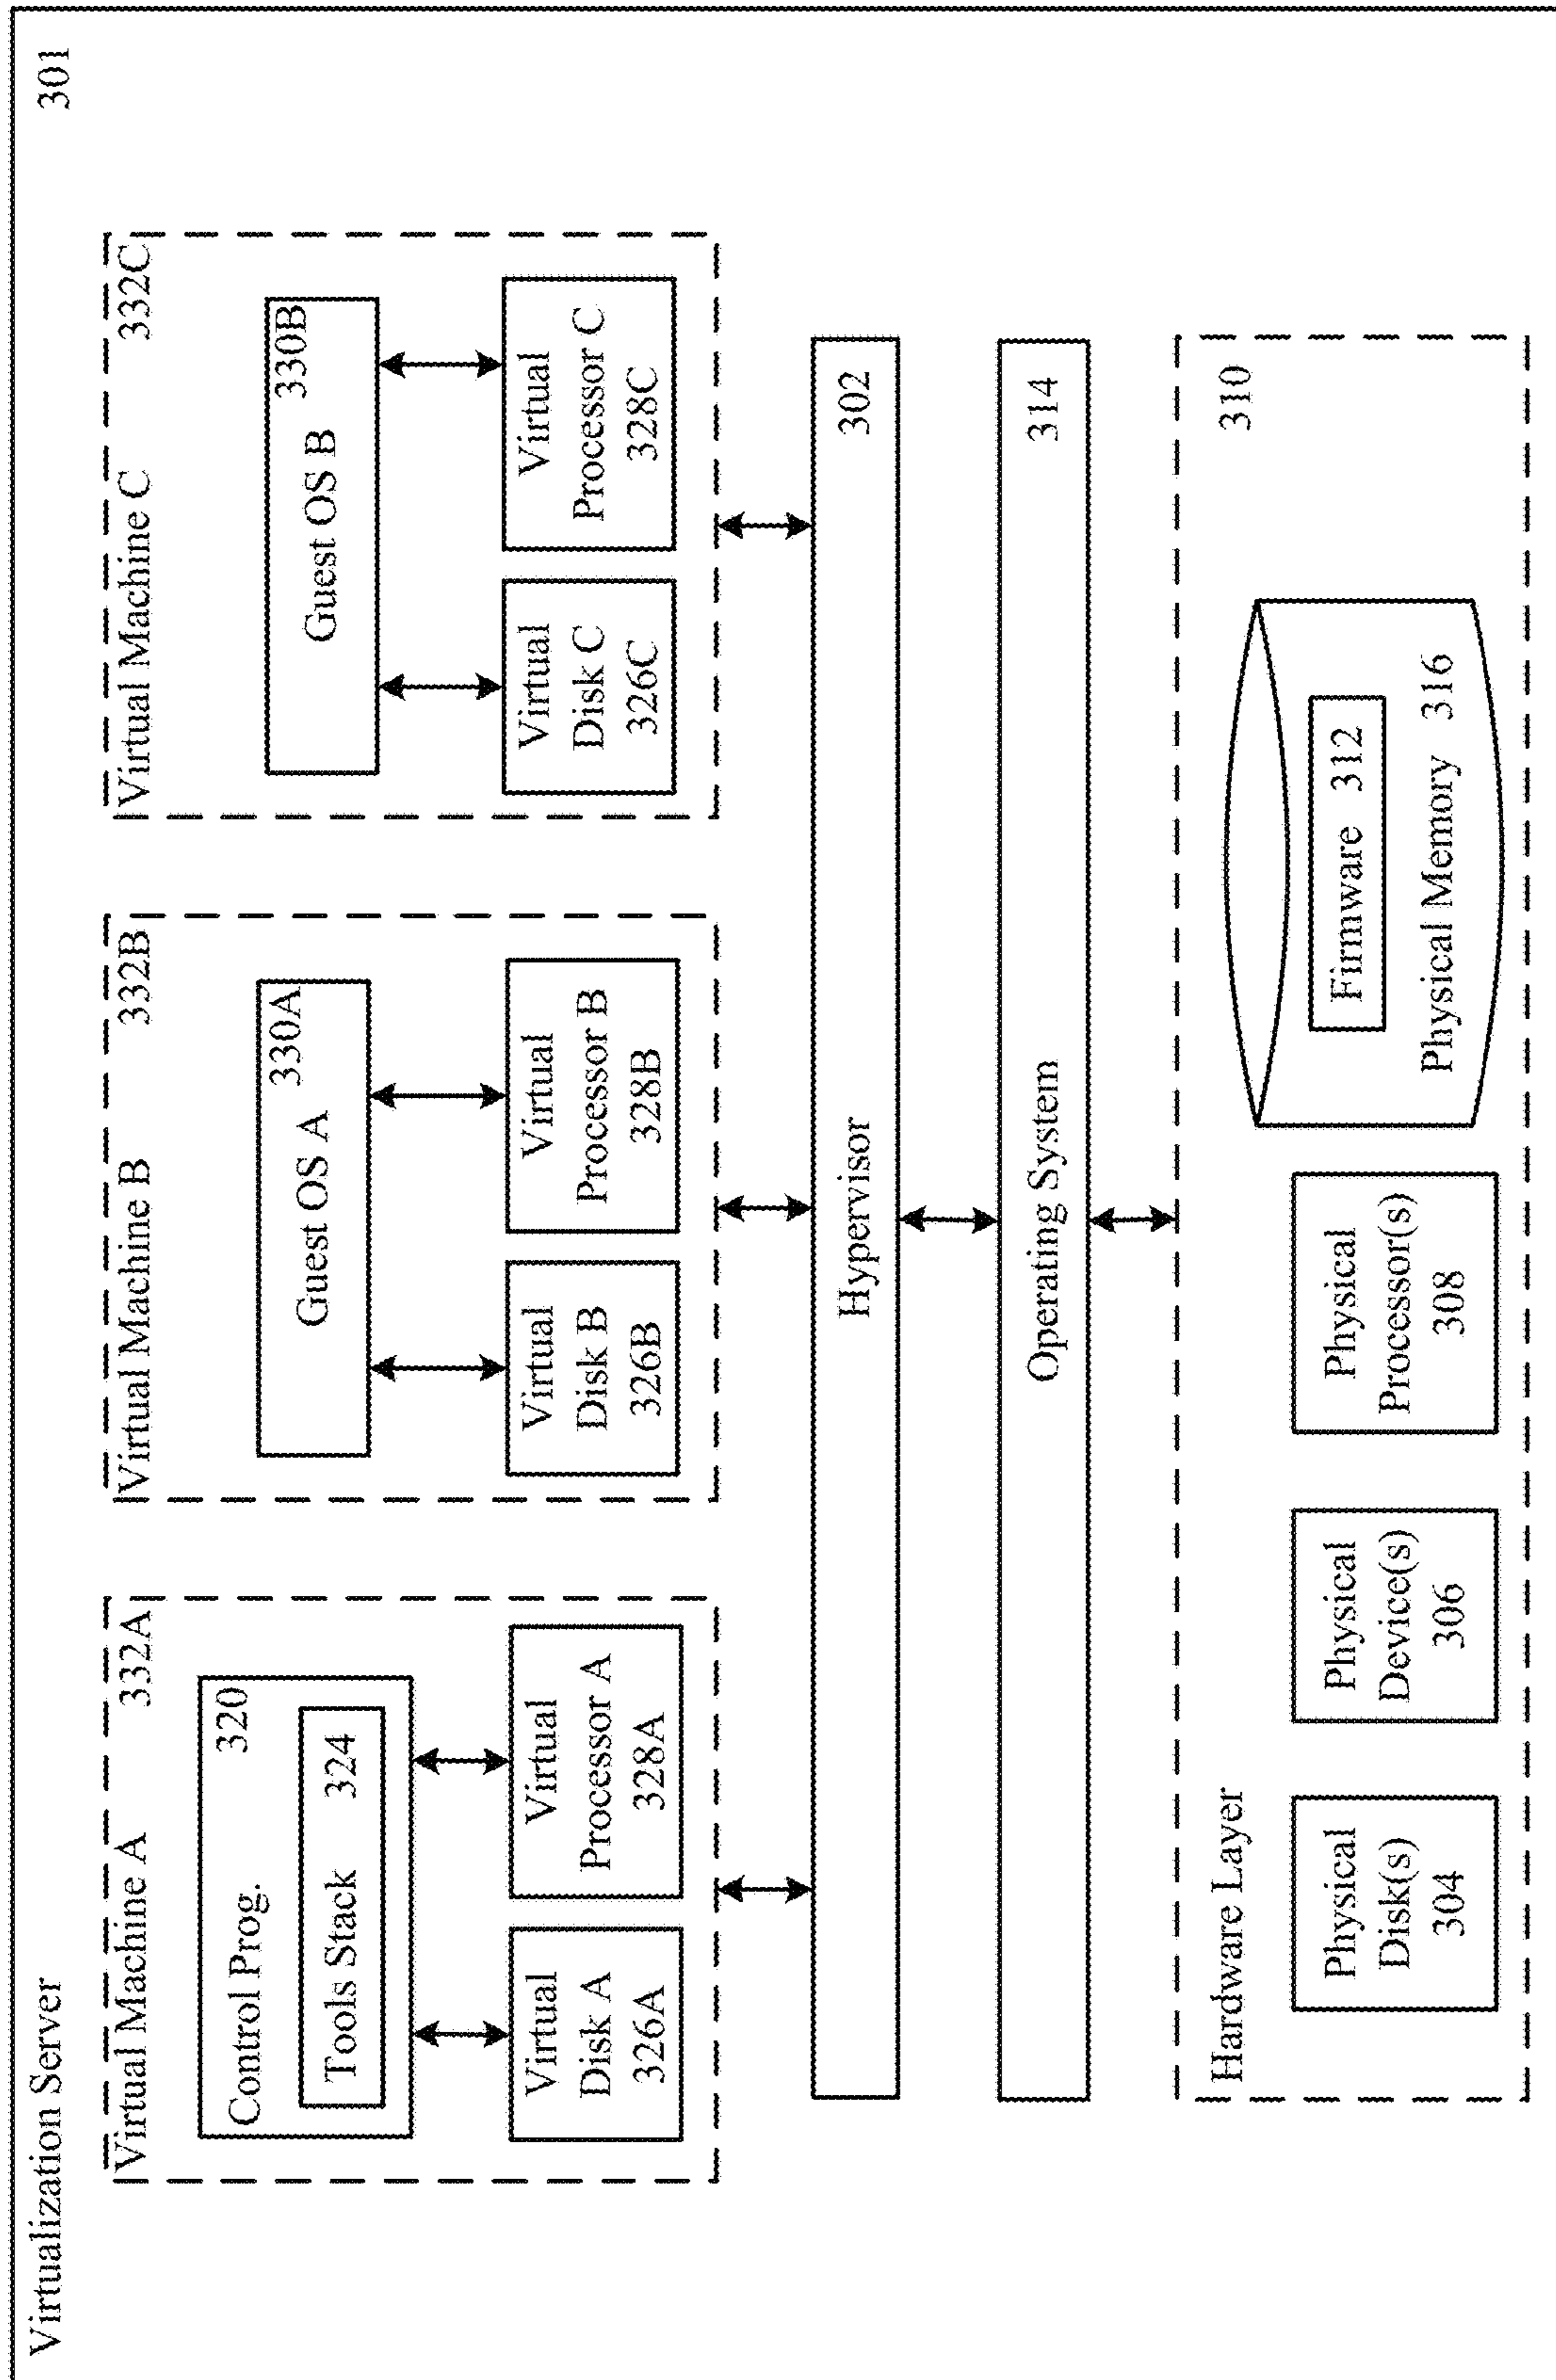 Virtualization Server
301
Virtual Machine A 332A
Control Prog.
320
Tools Stack 324
Virtual
Disk A
326A
Virtual
Processor A
328A
Virtual Machine B 332B
330A
Guest OS A
Virtual
Disk B
326B
Virtual
Processor B
328B
Virtual Machine C 332C
330B
Guest OS B
Virtual
Disk C
326C
Virtual
Processor C
328C
Hypervisor 302
Operating System 314
Hardware Layer 310
Physical
Disk(s)
304
Physical
Device(s)
306
Physical
Processor(s)
308
Firmware 312
Physical Memory 316